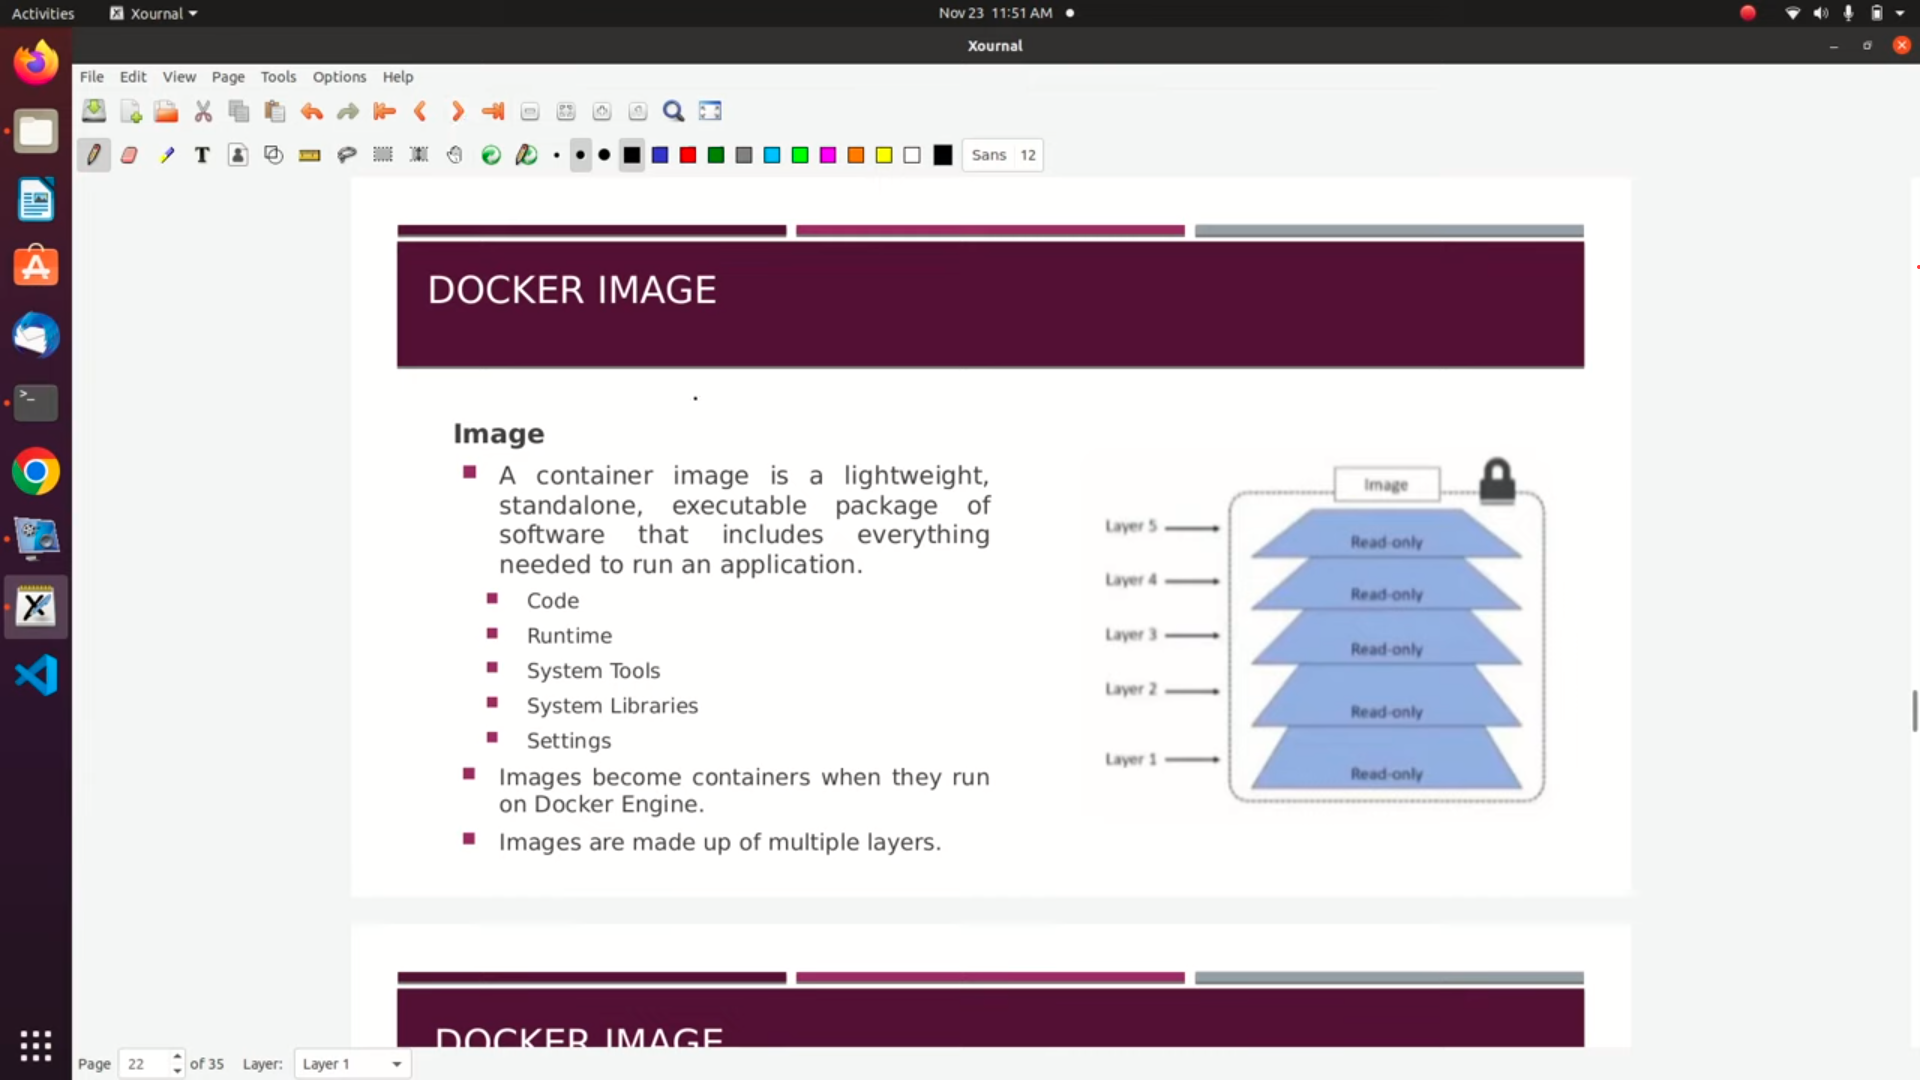 Activities
Xournal
Nov 23 11:51 AM
Xournal
File Edit View Page Tools Options Help
Sans 12
DOCKER IMAGE
Image
A container image is a lightweight,
standalone, executable package of
software that includes everything
needed to run an application.
Code
Runtime
System Tools
System Libraries
Settings
Images become containers when they run
on Docker Engine.
Images are made up of multiple layers.
Image
Layer 5
Read-only
Layer 4
Read-only
Layer 3
Read-only
Layer 2
Read-only
Layer 1
Read-only
DOCKER IMAGE
Page 22 of 35 Layer: Layer 1